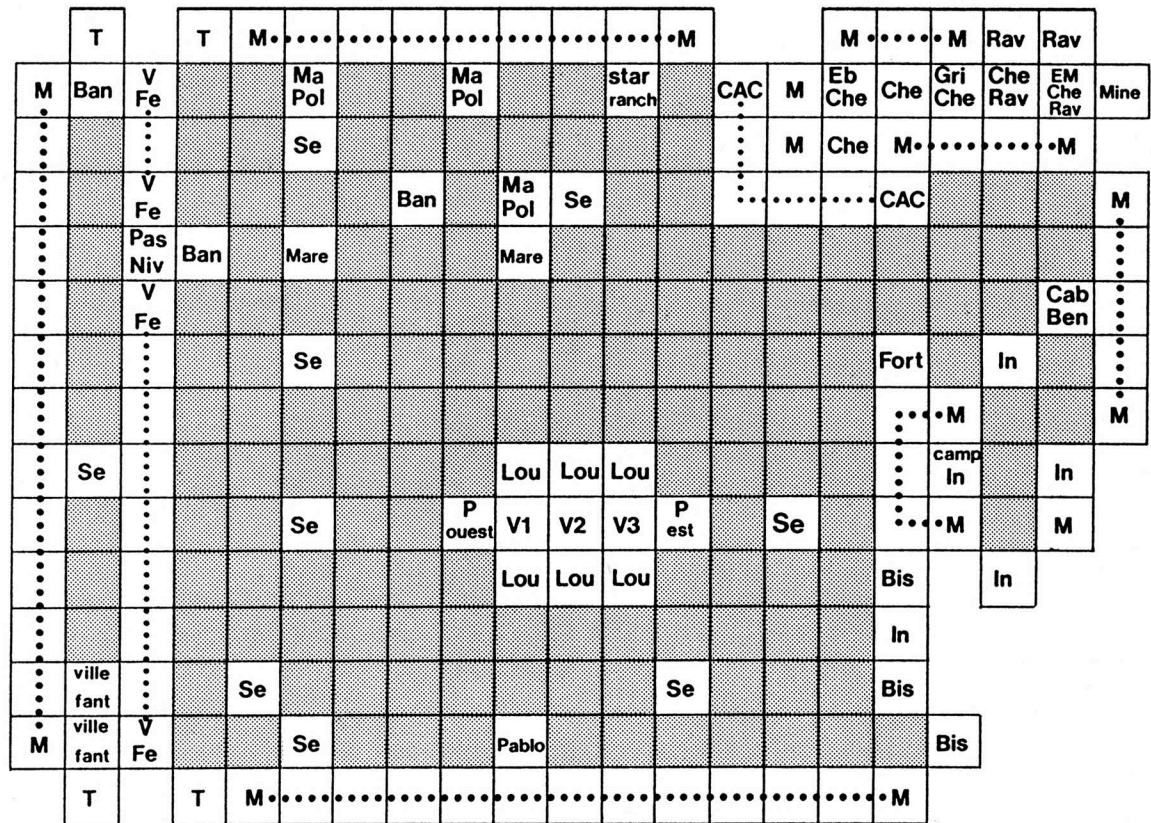 T T M M M M Rav Rav
M Ban V Fe Ma Pol Ma Pol star ranch CAC M Eb Che Che Gri Che Che Rav EM Che Rav Mine
Se M Che M M
V Fe Ban Ma Pol Se CAC M
Pas Niv Ban Mare Mare
V Fe Cab Ben
Se Fort In
M M
Se Lou Lou Lou camp In In
Se P ouest V1 V2 V3 P est Se M M
Lou Lou Lou Bis In
In
ville fant Se Se Bis
M ville fant V Fe Se Pablo Bis
T T M M